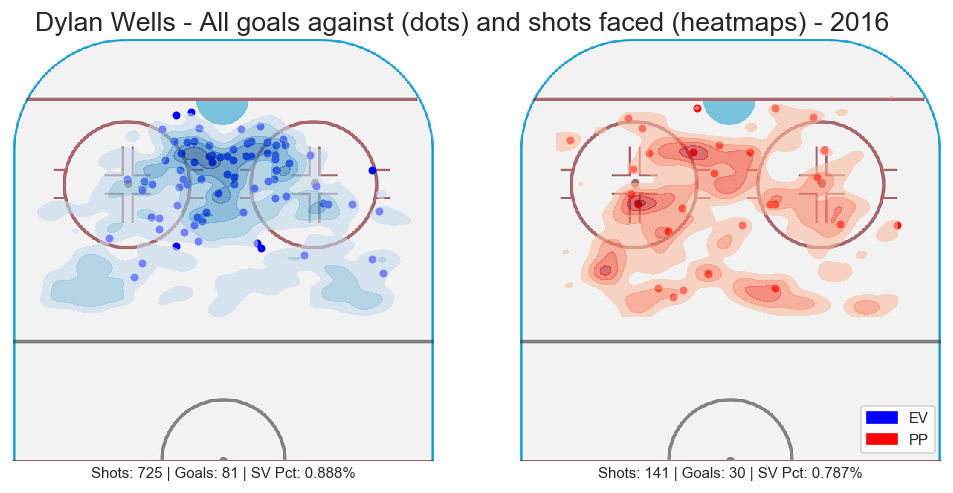 Dylan Wells - All goals against (dots) and shots faced (heatmaps) - 2016
EV
PP
Shots: 725 | Goals: 81 | SV Pct: 0.888%
Shots: 141 | Goals: 30 | SV Pct: 0.787%